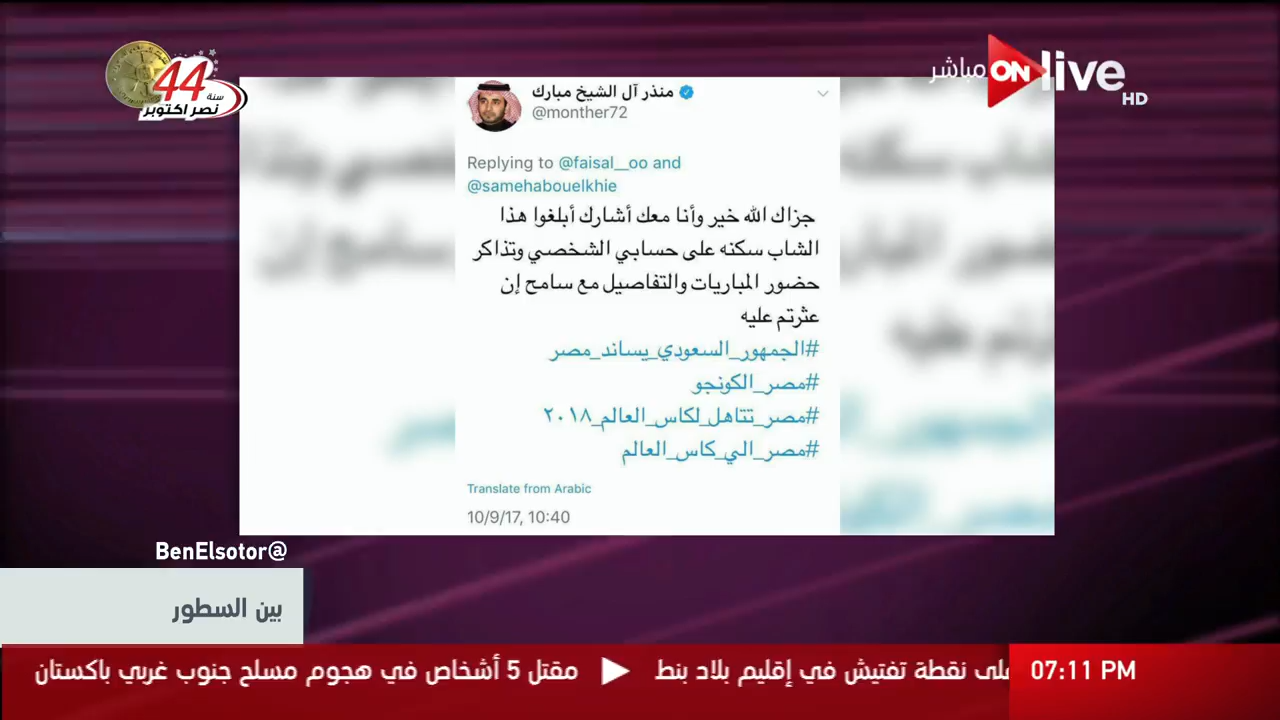 44
سنة
نصر أكتوبر
مباشر ON live
HD
منذر آل الشيخ مبارك
@monther72
Replying to @faisal__oo and
@samehabouelkhie
جزاك الله خير وأنا معك أشارك أبلغوا هذا
الشاب سكنه على حسابي الشخصي وتذاكر
حضور المباريات والتفاصيل مع سامح إن
عثرتم عليه
#الجمهور_السعودي_يساند_مصر
#مصر_الكونجو
#مصر_تتاهل_لكاس_العالم_٢٠١٨
#مصر_الي_كاس_العالم
Translate from Arabic
10/9/17, 10:40
BenElsotor@
بين السطور
نقطة تفتيش في إقليم بلاد بنط ◀ مقتل 5 أشخاص في هجوم مسلح جنوب غربي باكستان
07:11 PM